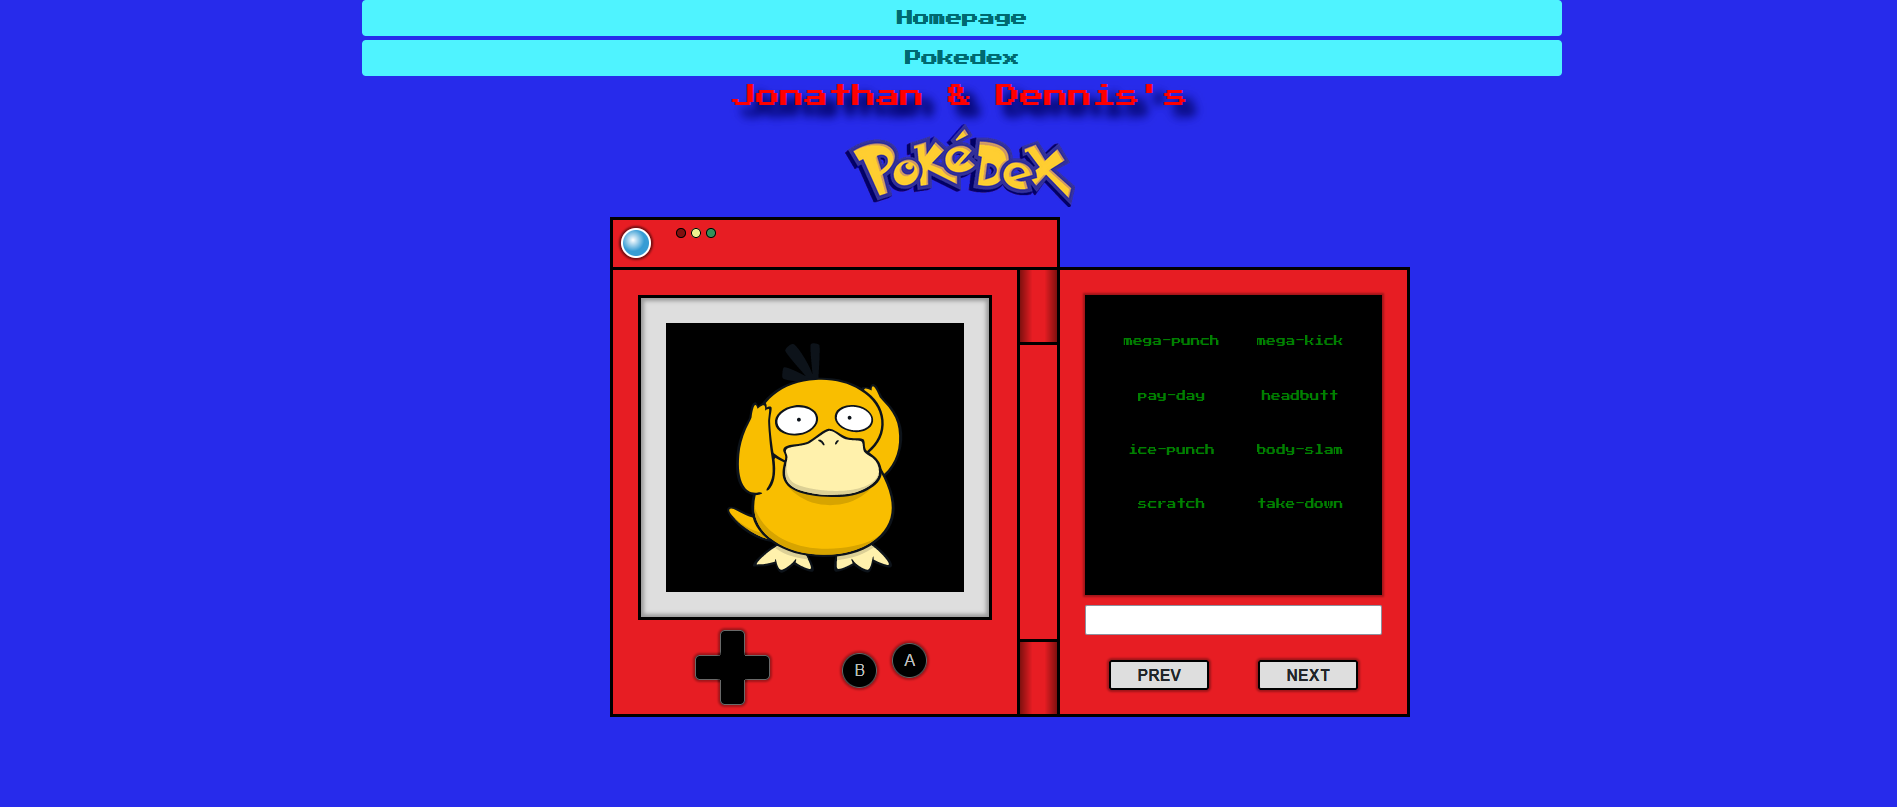 Homepage
Pokedex
Jonathan & Dennis's
POKéDEX
mega-punch mega-kick
pay-day headbutt
ice-punch body-slam
scratch take-down
B A
PREV NEXT